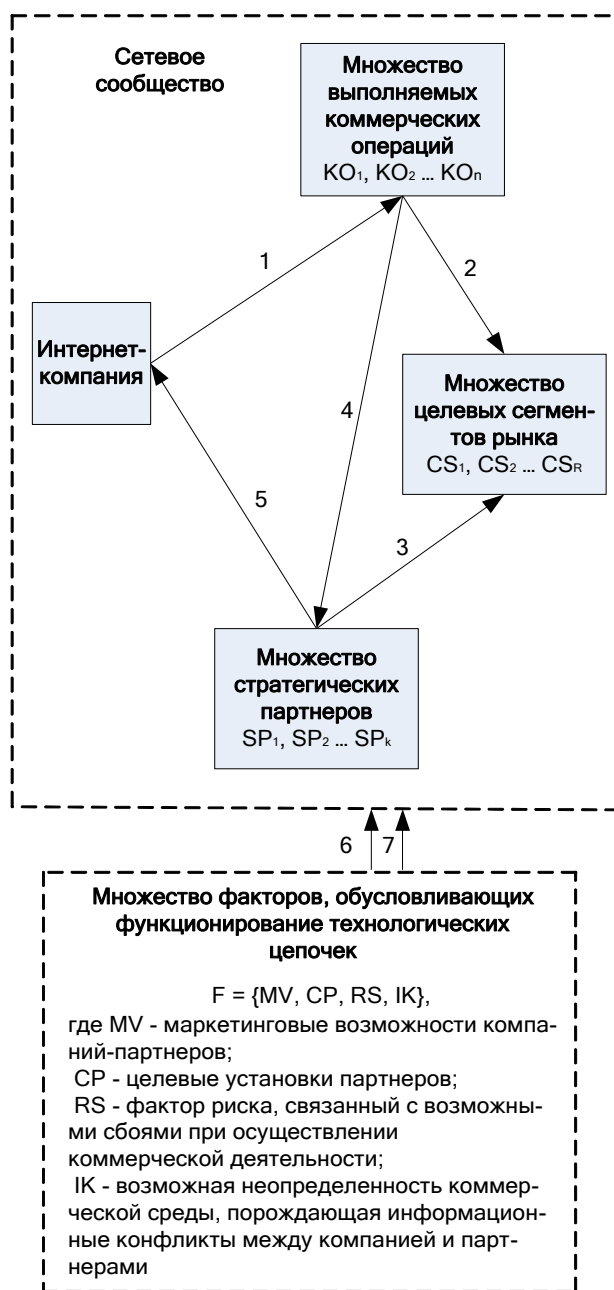 Сетевое
сообщество
Множество
выполняемых
коммерческих
операций
KO₁, KO₂ ... KOₙ
1
2
Интернет-
компания
Множество
целевых сегмен-
тов рынка
CS₁, CS₂ ... CSR
4
5
3
Множество
стратегических
партнеров
SP₁, SP₂ ... SPₖ
6 7
Множество факторов, обусловливающих
функционирование технологических
цепочек
F = {MV, CP, RS, IK},
где MV - маркетинговые возможности компа-
ний-партнеров;
CP - целевые установки партнеров;
RS - фактор риска, связанный с возможны-
ми сбоями при осуществлении
коммерческой деятельности;
IK - возможная неопределенность коммер-
ческой среды, порождающая информацион-
ные конфликты между компанией и парт-
нерами